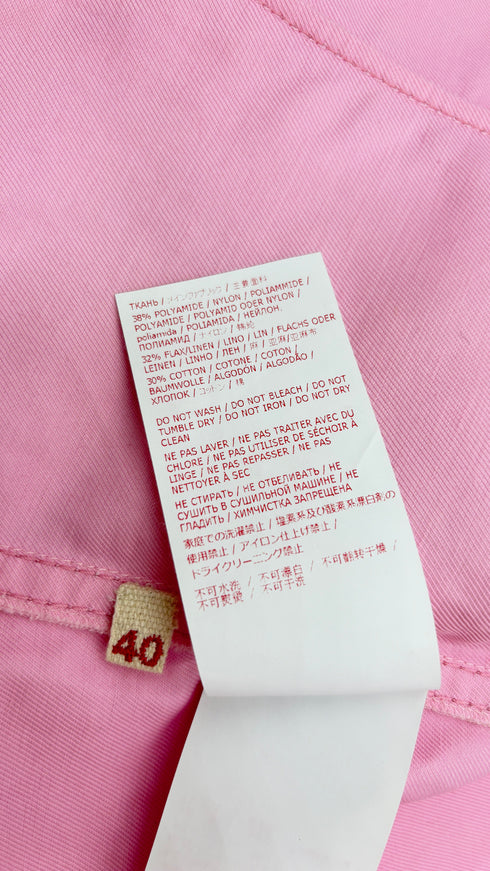 ТКАНЬ / メインファブリック / 主要面料
38% POLYAMIDE / NYLON / POLIAMMIDE /
POLYAMIDE / POLYAMID ODER NYLON /
poliamida / POLIAMIDA / НЕЙЛОН.
ПОЛИАМИД / ナイロン / 锦纶
32% FLAX/LINEN / LINO / LIN / FLACHS ODER
LEINEN / LINHO / ЛЕН / 麻 / 亚麻/亞麻布
30% COTTON / COTONE / COTON /
BAUMWOLLE / ALGODÓN / ALGODÃO /
ХЛОПОК / コットン / 棉
DO NOT WASH / DO NOT BLEACH / DO NOT
TUMBLE DRY / DO NOT IRON / DO NOT DRY
CLEAN
NE PAS LAVER / NE PAS TRAITER AVEC DU
CHLORE / NE PAS UTILISER DE SÉCHOIR À
LINGE / NE PAS REPASSER / NE PAS
NETTOYER À SEC
НЕ СТИРАТЬ / НЕ ОТБЕЛИВАТЬ / НЕ
СУШИТЬ В СУШИЛЬНОЙ МАШИНЕ / НЕ
ГЛАДИТЬ / ХИМЧИСТКА ЗАПРЕЩЕНА
家庭での洗濯禁止 / 塩素系及び酸素系漂白剤の
使用禁止 / アイロン仕上げ禁止 /
ドライクリーニング禁止
不可水洗 / 不可漂白 / 不可翻转干燥 /
不可熨烫 / 不可干洗
40